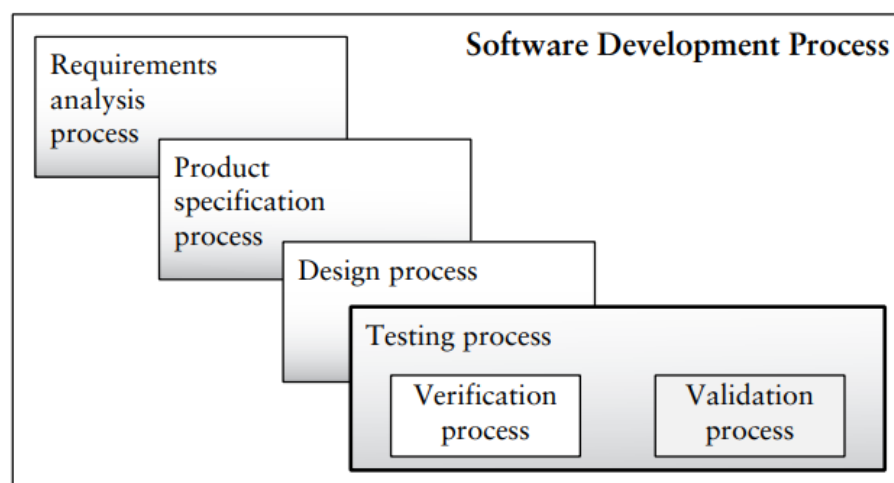 Software Development Process
Requirements
analysis
process
Product
specification
process
Design process
Testing process
Verification
process
Validation
process